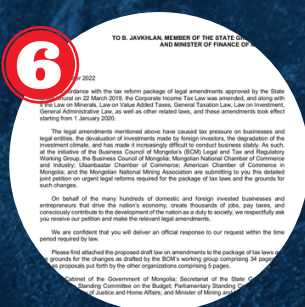 6
TO B. JAVKHLAN, MEMBER OF THE STATE
AND MINISTER OF FINANCE OF
2022
accordance with the tax reform package of legal amendments approved by the State
on 22 March 2019, the Corporate Income Tax Law was amended, and along with
it the Law on Minerals, Law on Value Added Taxes, General Taxation Law, Law on Investment,
General Administrative Law, as well as other related laws, and these amendments took effect
starting from 1 January 2020.
The legal amendments mentioned above have caused tax pressure on businesses and
legal entities, the devaluation of investments made by foreign investors, the degradation of the
investment climate, and has made it increasingly difficult to conduct business stably. As such,
at the initiative of the Business Council of Mongolia's (BCM) Legal and Tax and Regulatory
Working Group, the Business Council of Mongolia; Mongolian National Chamber of Commerce
and Industry; Ulaanbaatar Chamber of Commerce; American Chamber of Commerce in
Mongolia; and the Mongolian National Mining Association are submitting to you this detailed
joint petition on urgent legal reforms required for the package of tax laws and the grounds for
such changes.
On behalf of the many hundreds of domestic and foreign invested businesses and
entrepreneurs that drive the nation's economy, create thousands of jobs, pay taxes, and
consciously contribute to the development of the nation as a duty to society, we respectfully ask
you receive our petition and make the relevant legal amendments.
We are confident that you will deliver an official response to our request within the time
period required by law.
Please find attached the proposed draft law on amendments to the package of tax laws
the grounds for the changes as drafted by the BCM's working group comprising 34 pages
as proposals put forth by the other organizations comprising 5 pages.
Cabinet of the Government of Mongolia; Secretariat of the State
Standing Committee on the Budget; Parliamentary Standing
of Justice and Home Affairs; and Minister of Mining and